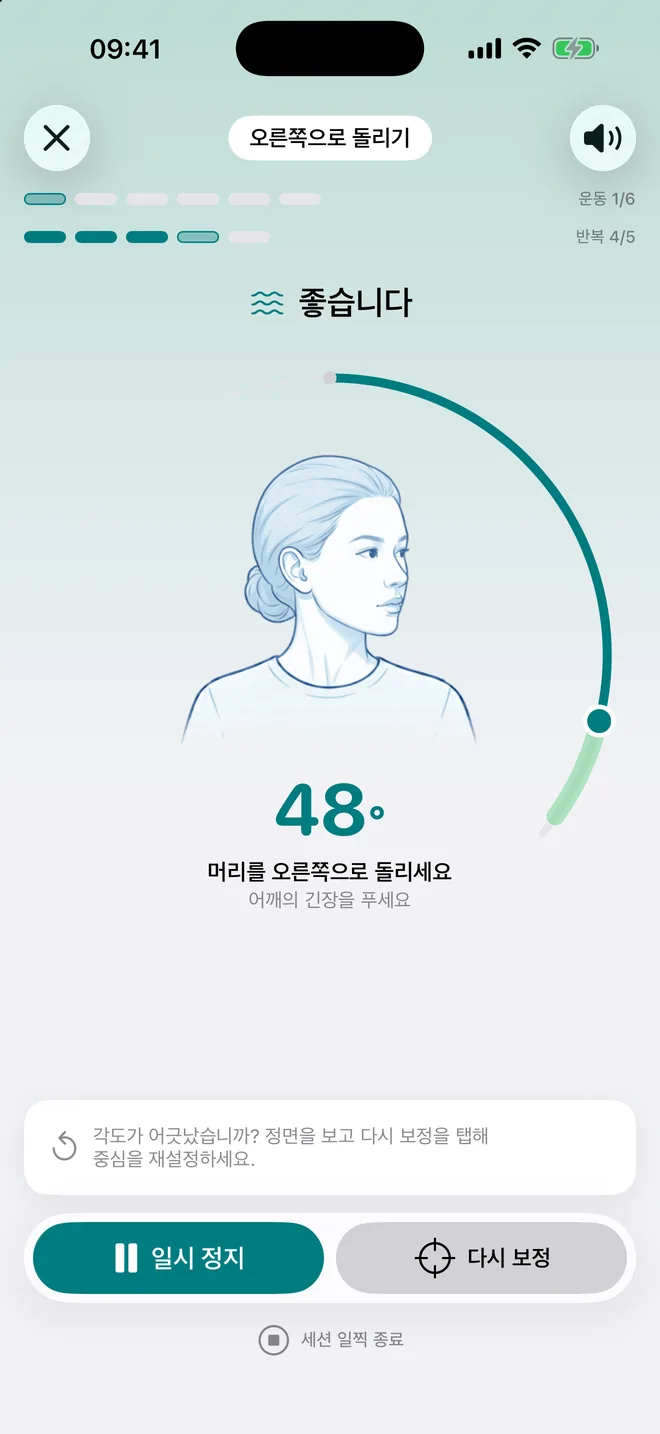 09:41
오른쪽으로 돌리기
운동 1/6
반복 4/5
좋습니다
48°
머리를 오른쪽으로 돌리세요
어깨의 긴장을 푸세요
각도가 어긋났습니까? 정면을 보고 다시 보정을 탭해
중심을 재설정하세요.
일시 정지
다시 보정
세션 일찍 종료